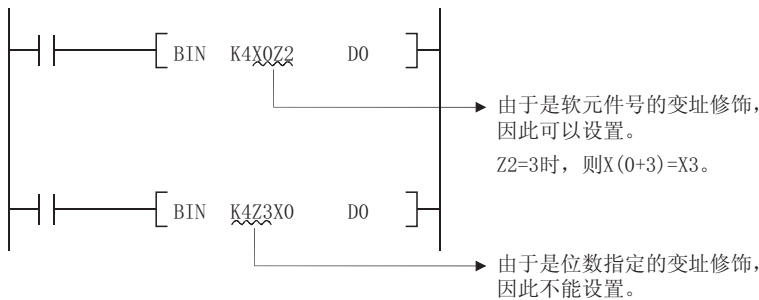 BIN K4X0Z2 D0
由于是软元件号的变址修饰,
因此可以设置。
Z2=3时，则X(0+3)=X3。
BIN K4Z3X0 D0
由于是位数指定的变址修饰,
因此不能设置。